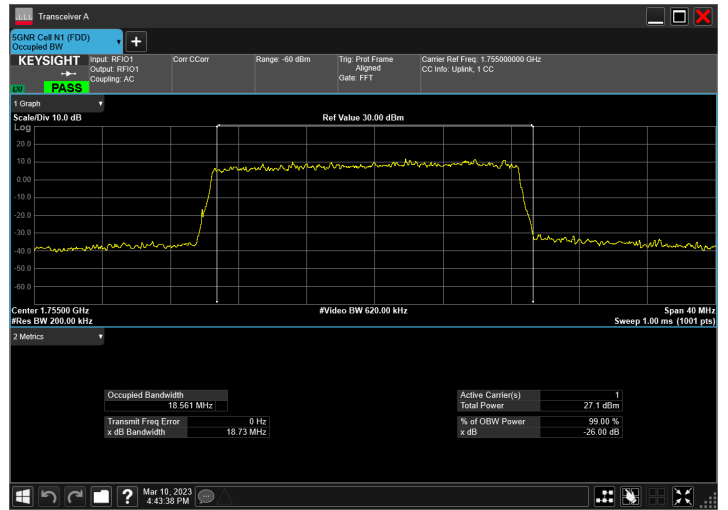 Transceiver A
5GNR Cell N1 (FDD)
Occupied BW
KEYSIGHT
LXI
PASS
Input: RFIO1
Output: RFIO1
Coupling: AC
Corr CCorr
Range: -60 dBm
Trig: Prot Frame
Aligned
Gate: FFT
Carrier Ref Freq: 1.755000000 GHz
CC Info: Uplink, 1 CC
1 Graph
Scale/Div 10.0 dB
Ref Value 30.00 dBm
Log
20.0
10.0
0.00
-10.0
-20.0
-30.0
-40.0
-50.0
-60.0
Center 1.75500 GHz
#Video BW 620.00 kHz
Span 40 MHz
#Res BW 200.00 kHz
Sweep 1.00 ms (1001 pts)
2 Metrics
Occupied Bandwidth
18.561 MHz
Transmit Freq Error 0 Hz
x dB Bandwidth 18.73 MHz
Active Carrier(s) 1
Total Power 27.1 dBm
% of OBW Power 99.00 %
x dB -26.00 dB
Mar 10, 2023
4:43:38 PM